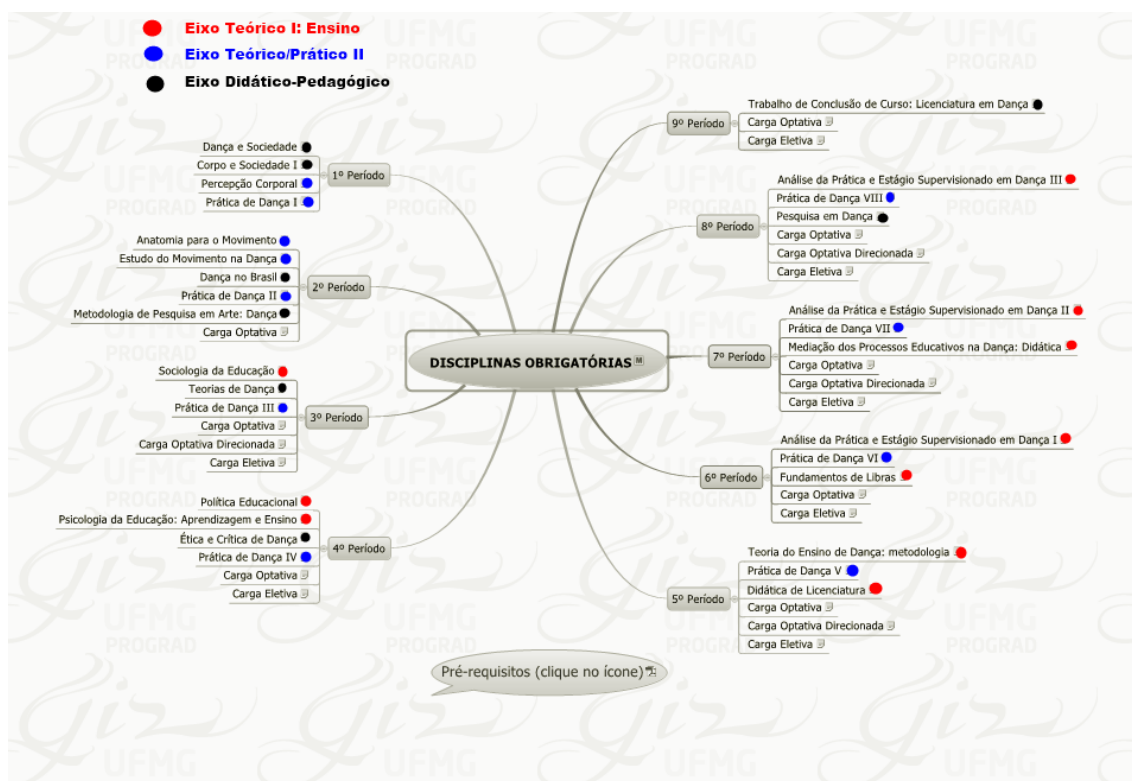 Eixo Teórico I: Ensino
Eixo Teórico/Prático II
Eixo Didático-Pedagógico
DISCIPLINAS OBRIGATÓRIAS
1º Período
Dança e Sociedade
Corpo e Sociedade I
Percepção Corporal
Prática de Dança I
2º Período
Anatomia para o Movimento
Estudo do Movimento na Dança
Dança no Brasil
Prática de Dança II
Metodologia de Pesquisa em Arte: Dança
Carga Optativa
3º Período
Sociologia da Educação
Teorias de Dança
Prática de Dança III
Carga Optativa
Carga Optativa Direcionada
Carga Eletiva
4º Período
Política Educacional
Psicologia da Educação: Aprendizagem e Ensino
Ética e Crítica de Dança
Prática de Dança IV
Carga Optativa
Carga Eletiva
5º Período
Teoria do Ensino de Dança: metodologia
Prática de Dança V
Didática de Licenciatura
Carga Optativa
Carga Optativa Direcionada
Carga Eletiva
6º Período
Análise da Prática e Estágio Supervisionado em Dança I
Prática de Dança VI
Fundamentos de Libras
Carga Optativa
Carga Eletiva
7º Período
Análise da Prática e Estágio Supervisionado em Dança II
Prática de Dança VII
Mediação dos Processos Educativos na Dança: Didática
Carga Optativa
Carga Optativa Direcionada
Carga Eletiva
8º Período
Análise da Prática e Estágio Supervisionado em Dança III
Prática de Dança VIII
Pesquisa em Dança
Carga Optativa
Carga Optativa Direcionada
Carga Eletiva
9º Período
Trabalho de Conclusão de Curso: Licenciatura em Dança
Carga Optativa
Carga Eletiva
Pré-requisitos (clique no ícone)
Giz
UFMG
PROGRAD